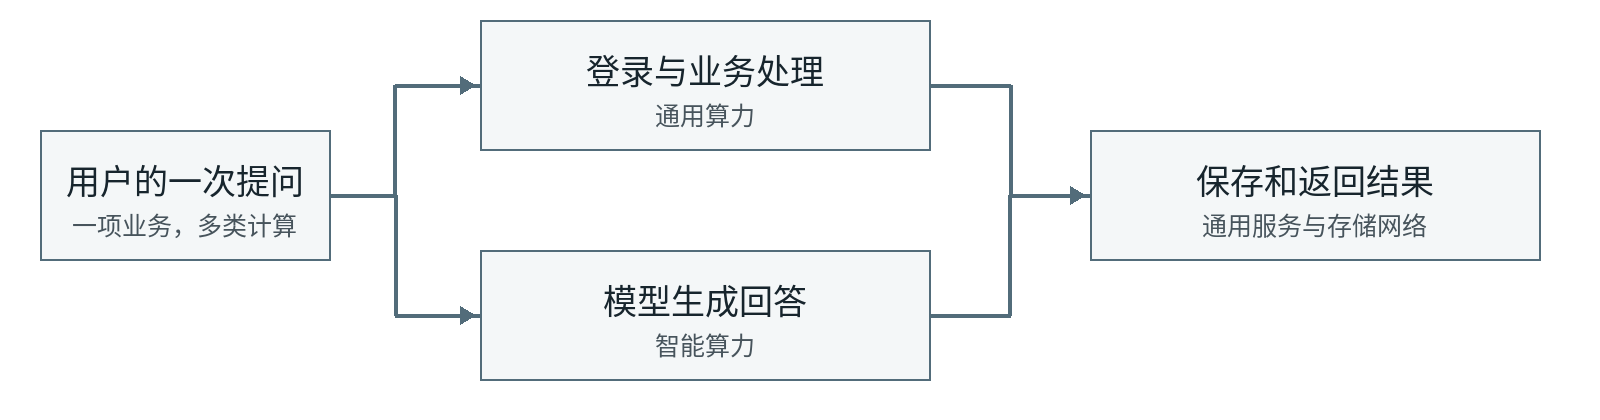 用户的一次提问
一项业务，多类计算
登录与业务处理
通用算力
模型生成回答
智能算力
保存和返回结果
通用服务与存储网络